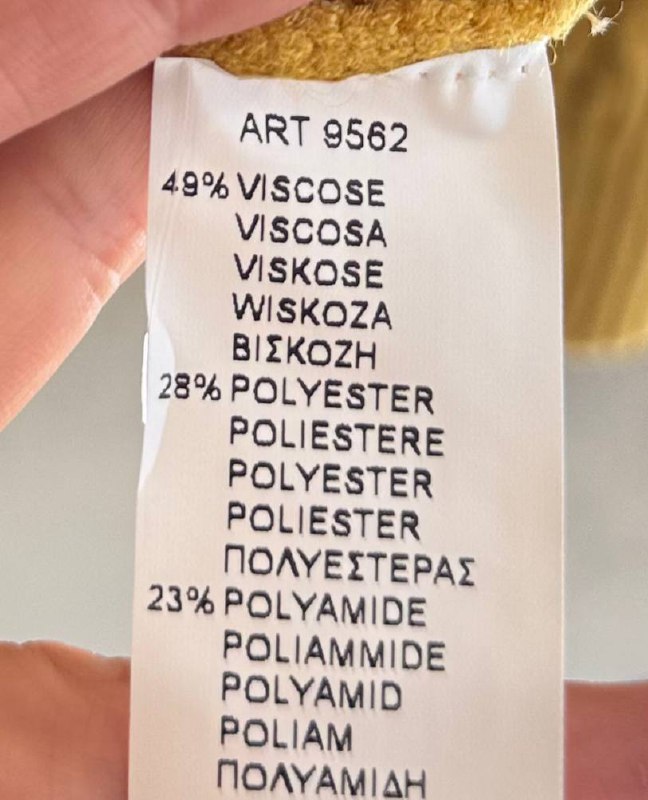 ART 9562
49% VISCOSE
VISCOSA
VISKOSE
WISKOZA
ΒΙΣΚΟΖΗ
28% POLYESTER
POLIESTERE
POLYESTER
POLIESTER
ΠΟΛΥΕΣΤΕΡΑΣ
23% POLYAMIDE
POLIAMMIDE
POLYAMID
POLIAM
ΠΟΛΥΑΜΙΔΗ